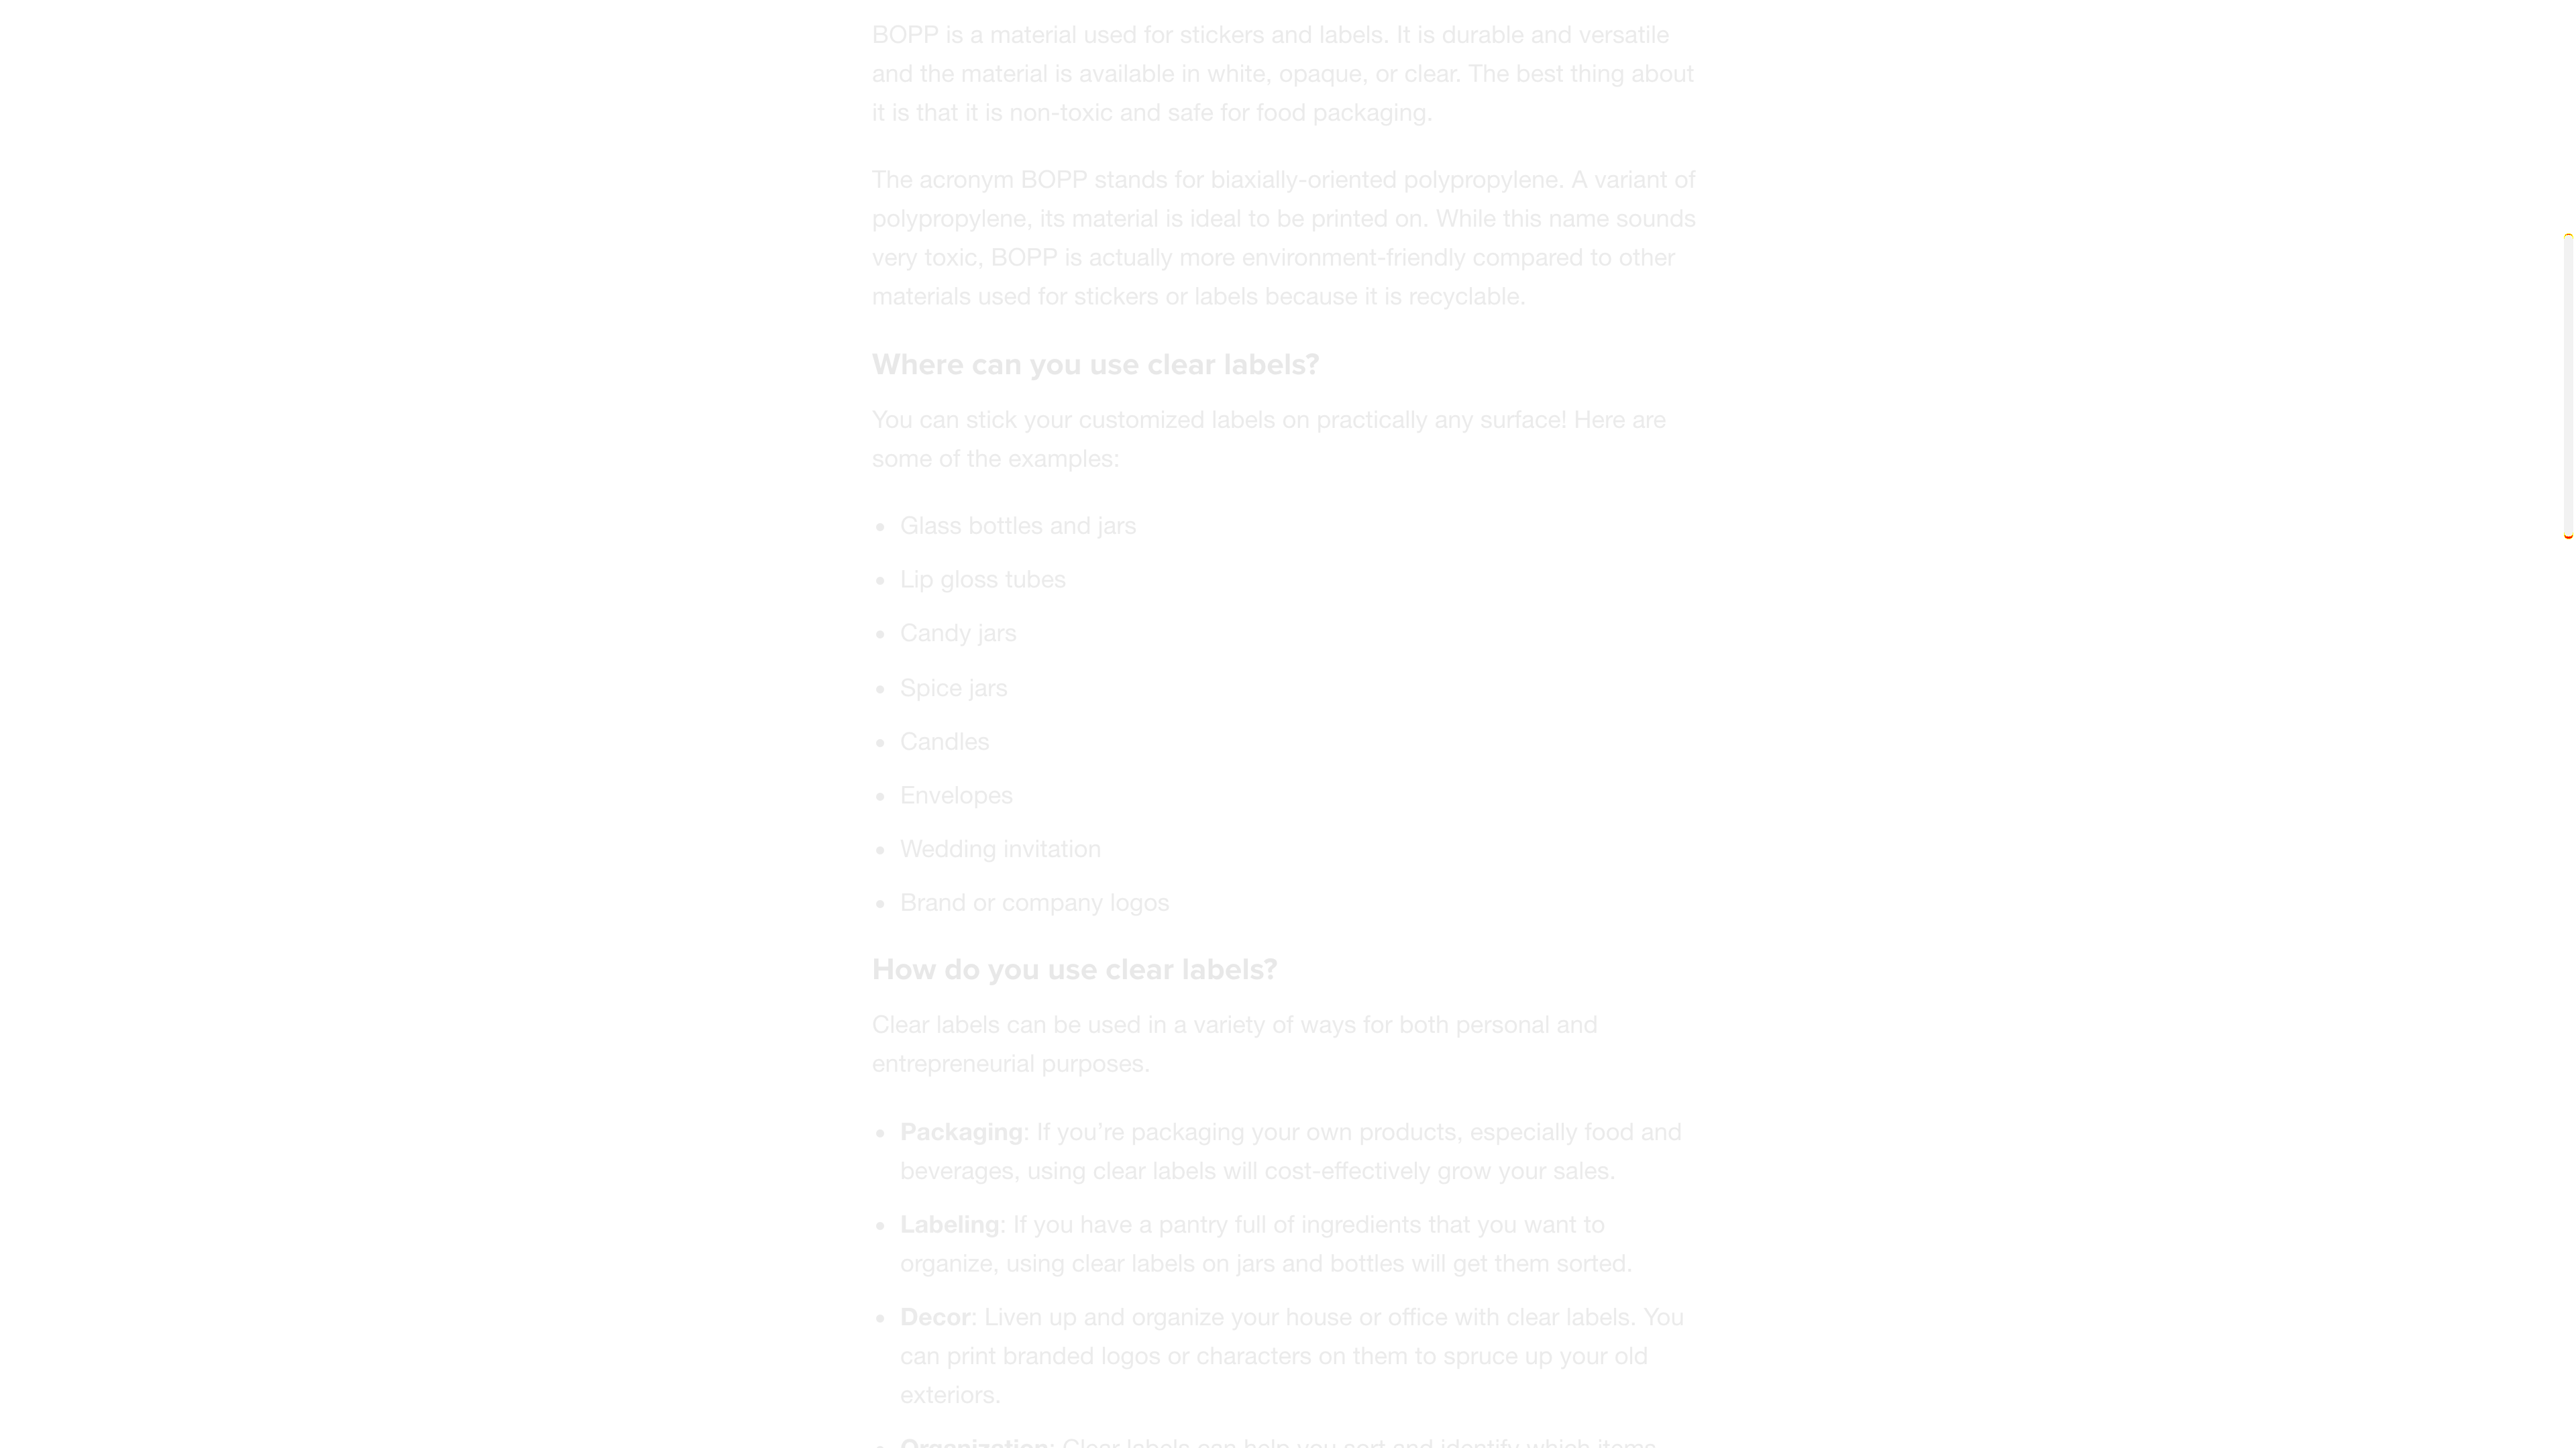 BOPP is a material used for stickers and labels. It is durable and versatile
and the material is available in white, opaque, or clear. The best thing about
it is that it is non-toxic and safe for food packaging.
The acronym BOPP stands for biaxially-oriented polypropylene. A variant of
polypropylene, its material is ideal to be printed on. While this name sounds
very toxic, BOPP is actually more environment-friendly compared to other
materials used for stickers or labels because it is recyclable.
Where can you use clear labels?
You can stick your customized labels on practically any surface! Here are
some of the examples:
• Glass bottles and jars
• Lip gloss tubes
• Candy jars
• Spice jars
• Candles
• Envelopes
• Wedding invitation
• Brand or company logos
How do you use clear labels?
Clear labels can be used in a variety of ways for both personal and
entrepreneurial purposes.
• Packaging: If you’re packaging your own products, especially food and
beverages, using clear labels will cost-effectively grow your sales.
• Labeling: If you have a pantry full of ingredients that you want to
organize, using clear labels on jars and bottles will get them sorted.
• Decor: Liven up and organize your house or office with clear labels. You
can print branded logos or characters on them to spruce up your old
exteriors.
• Organization: Clear labels can help you sort and identify which items